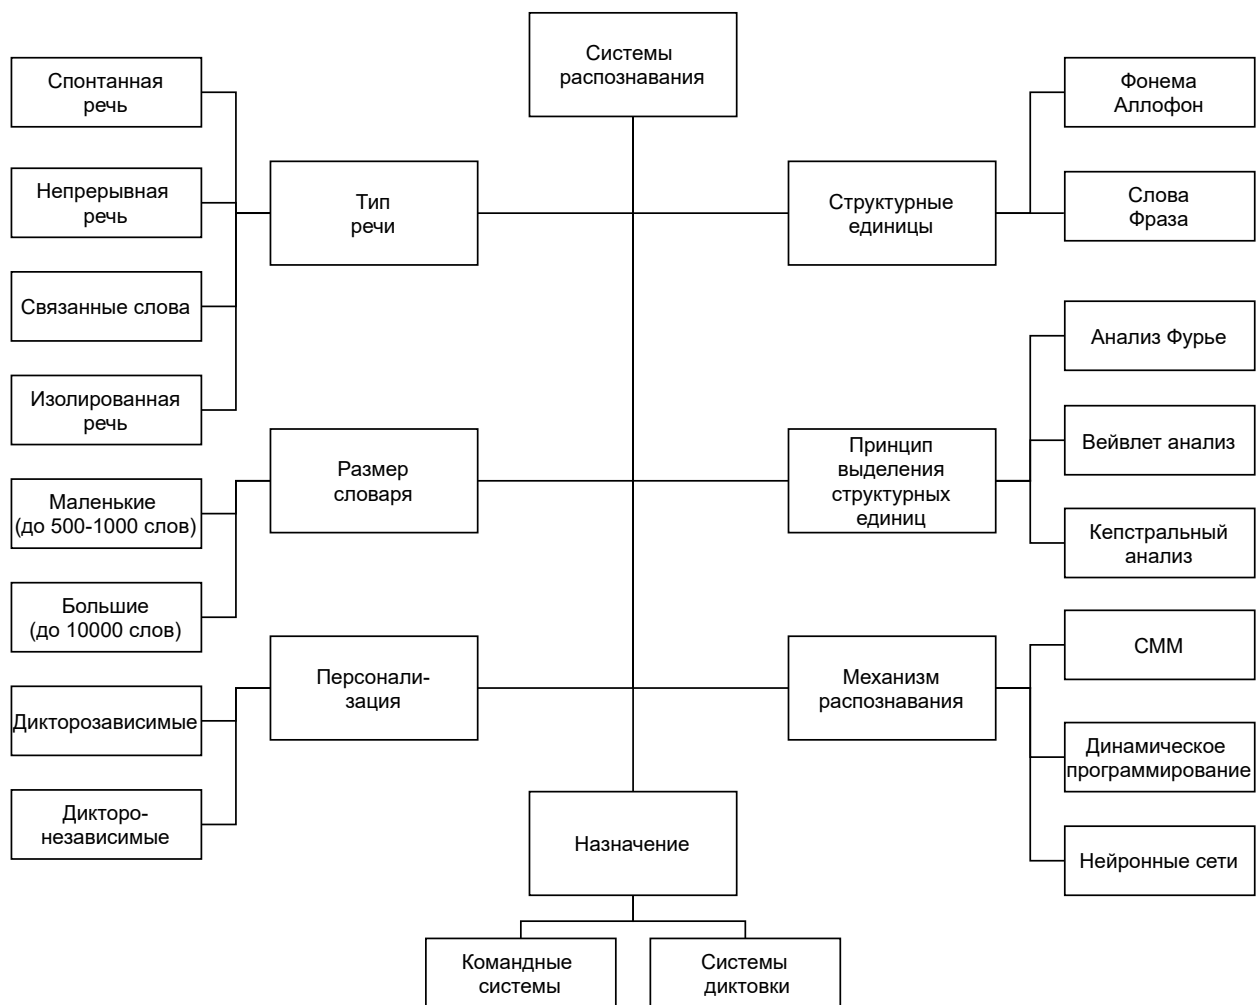 Системы
распознавания
Спонтанная
речь
Непрерывная
речь
Связанные слова
Изолированная
речь
Тип
речи
Структурные
единицы
Фонема
Аллофон
Слова
Фраза
Размер
словаря
Маленькие
(до 500-1000 слов)
Большие
(до 10000 слов)
Принцип
выделения
структурных
единиц
Анализ Фурье
Вейвлет анализ
Кепстральный
анализ
Персонали-
зация
Дикторозависимые
Дикторо-
независимые
Механизм
распознавания
СММ
Динамическое
программирование
Нейронные сети
Назначение
Командные
системы
Системы
диктовки